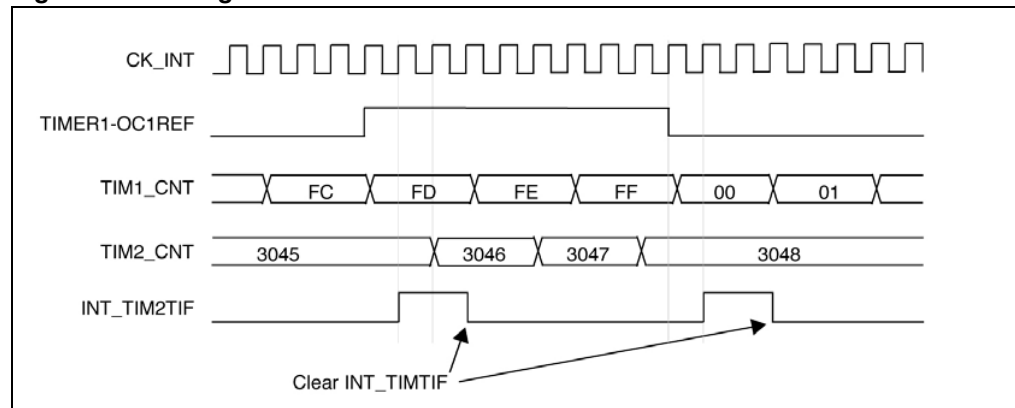 CK_INT
TIMER1-OC1REF
TIM1_CNT FC FD FE FF 00 01
TIM2_CNT 3045 3046 3047 3048
INT_TIM2TIF
Clear INT_TIMTIF